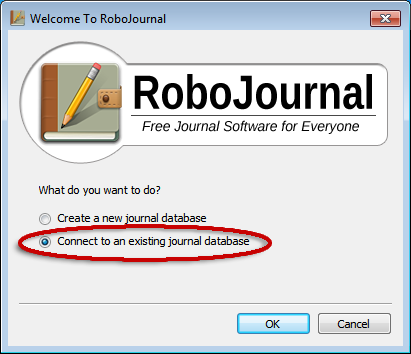 Welcome To RoboJournal
RoboJournal
Free Journal Software for Everyone
What do you want to do?
Create a new journal database
Connect to an existing journal database
OK
Cancel